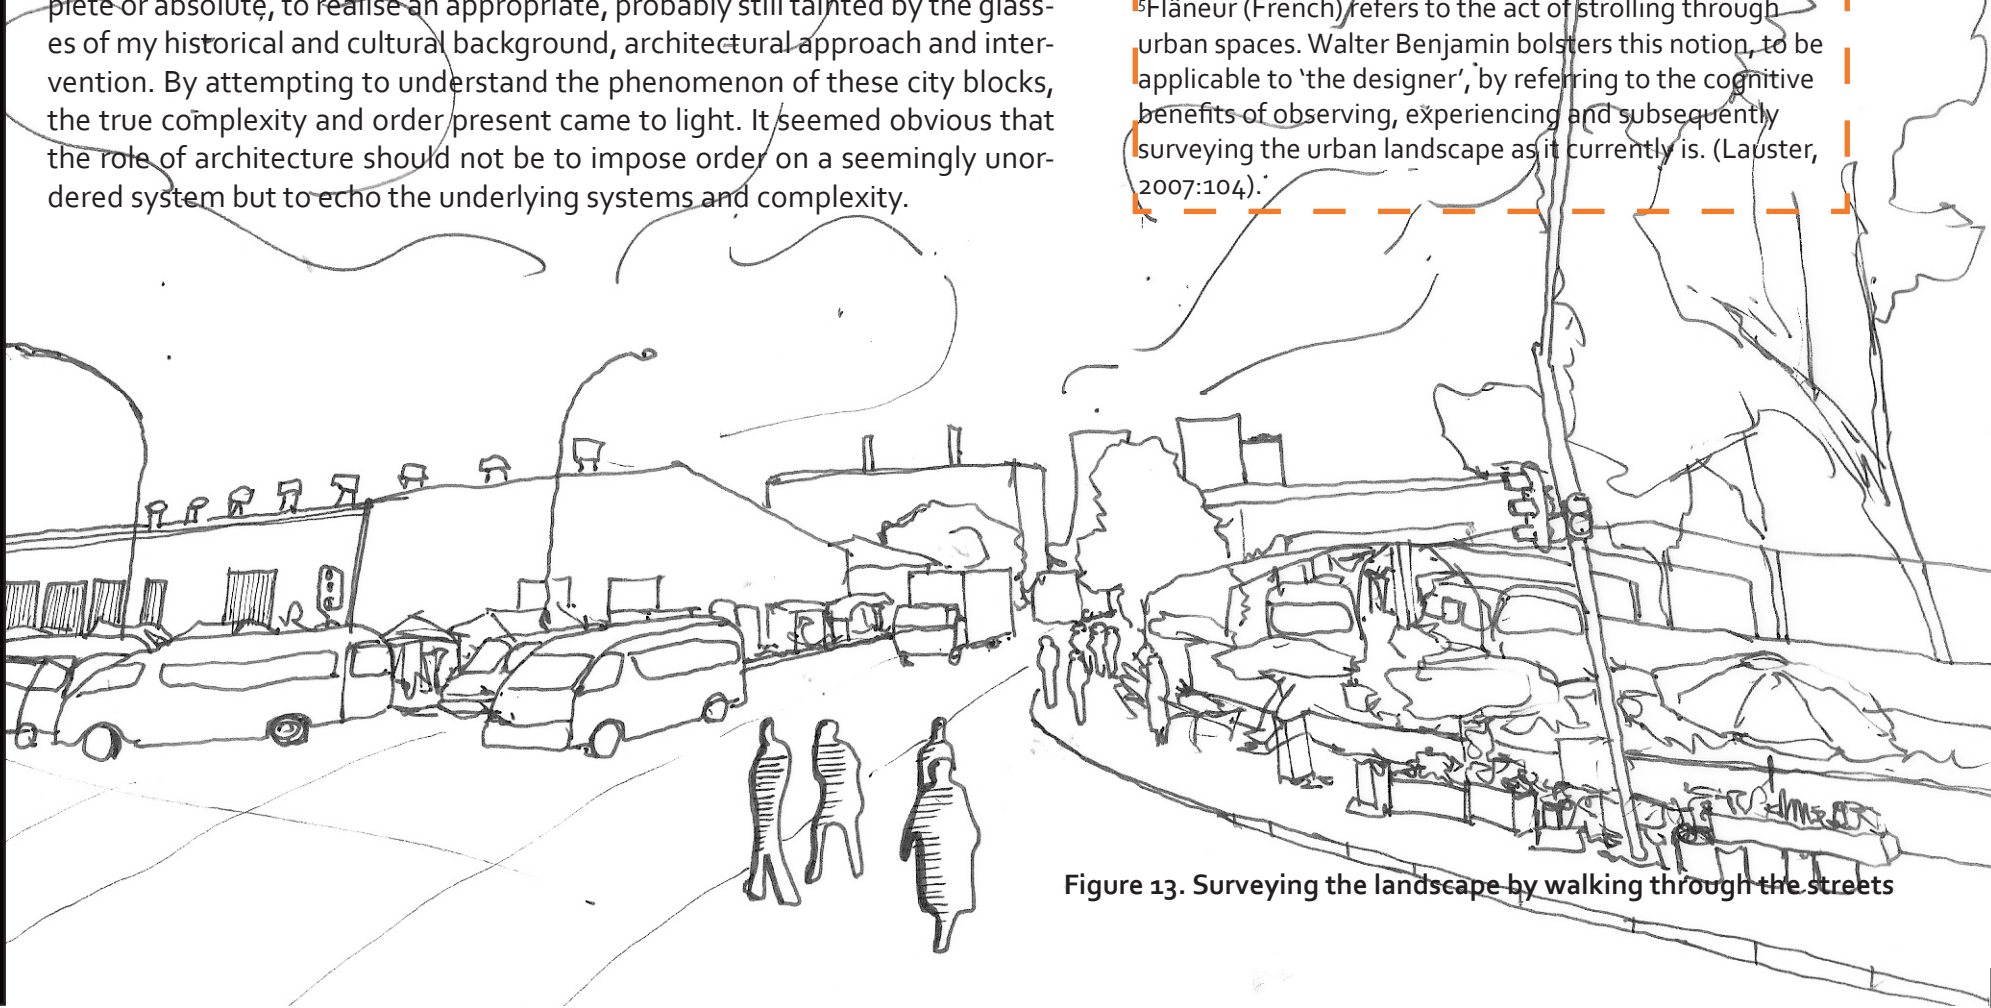 plete or absolute, to realise an appropriate, probably still tainted by the glass-
es of my historical and cultural background, architectural approach and inter-
vention. By attempting to understand the phenomenon of these city blocks,
the true complexity and order present came to light. It seemed obvious that
the role of architecture should not be to impose order on a seemingly unor-
dered system but to echo the underlying systems and complexity.
⁵Flâneur (French) refers to the act of strolling through
urban spaces. Walter Benjamin bolsters this notion, to be
applicable to ‘the designer’, by referring to the cognitive
benefits of observing, experiencing and subsequently
surveying the urban landscape as it currently is. (Lauster,
2007:104).
Figure 13. Surveying the landscape by walking through the streets